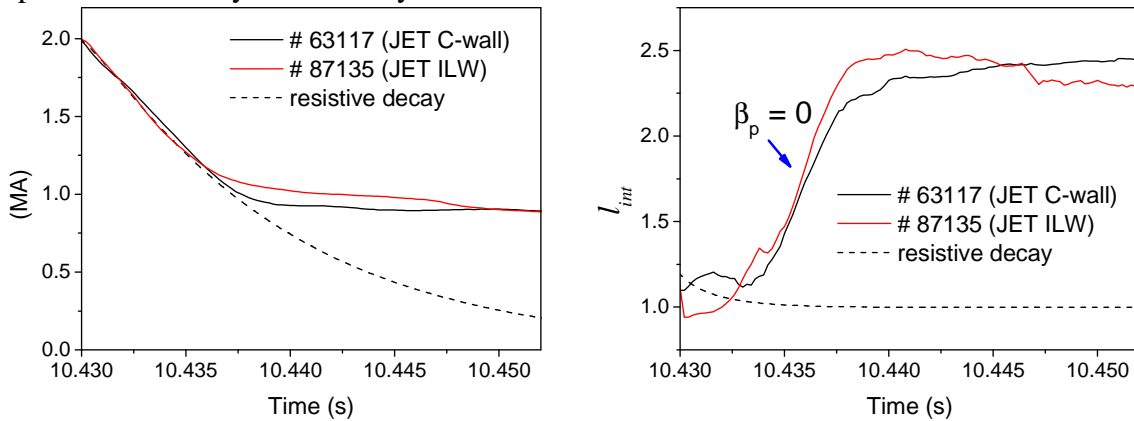 2.0
1.5
1.0
0.5
0.0
(MA)
# 63117 (JET C-wall)
# 87135 (JET ILW)
resistive decay
10.430
10.435
10.440
10.445
10.450
Time (s)
2.5
2.0
1.5
1.0
l_int
β_p = 0
# 63117 (JET C-wall)
# 87135 (JET ILW)
resistive decay
10.430
10.435
10.440
10.445
10.450
Time (s)